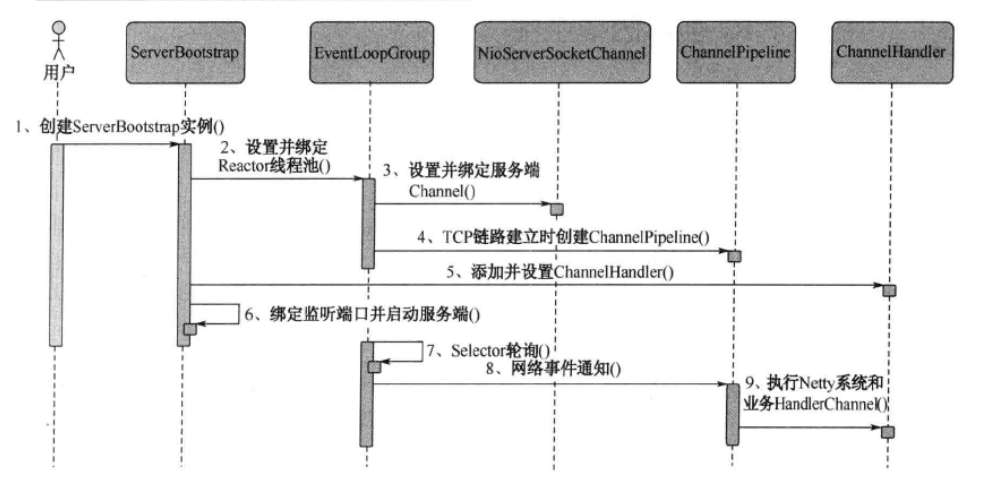 ServerBootstrap
EventLoopGroup
NioServerSocketChannel
ChannelPipeline
ChannelHandler
用户
1、创建ServerBootstrap实例()
2、设置并绑定
Reactor线程池()
3、设置并绑定服务端
Channel()
4、TCP链路建立时创建ChannelPipeline()
5、添加并设置ChannelHandler()
6、绑定监听端口并启动服务端()
7、Selector轮询()
8、网络事件通知()
9、执行Netty系统和
业务HandlerChannel()